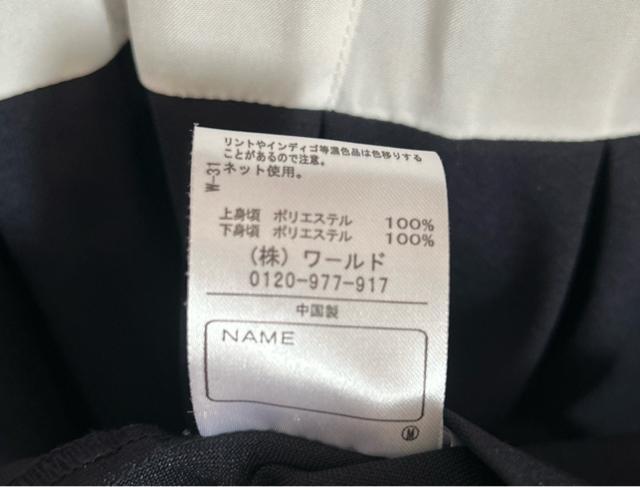 リントやインディゴ等濃色品は色移りする
ことがあるので注意。
ネット使用。
W-31
上身頃 ポリエステル 100%
下身頃 ポリエステル 100%
(株)ワールド
0120-977-917
中国製
NAME
M